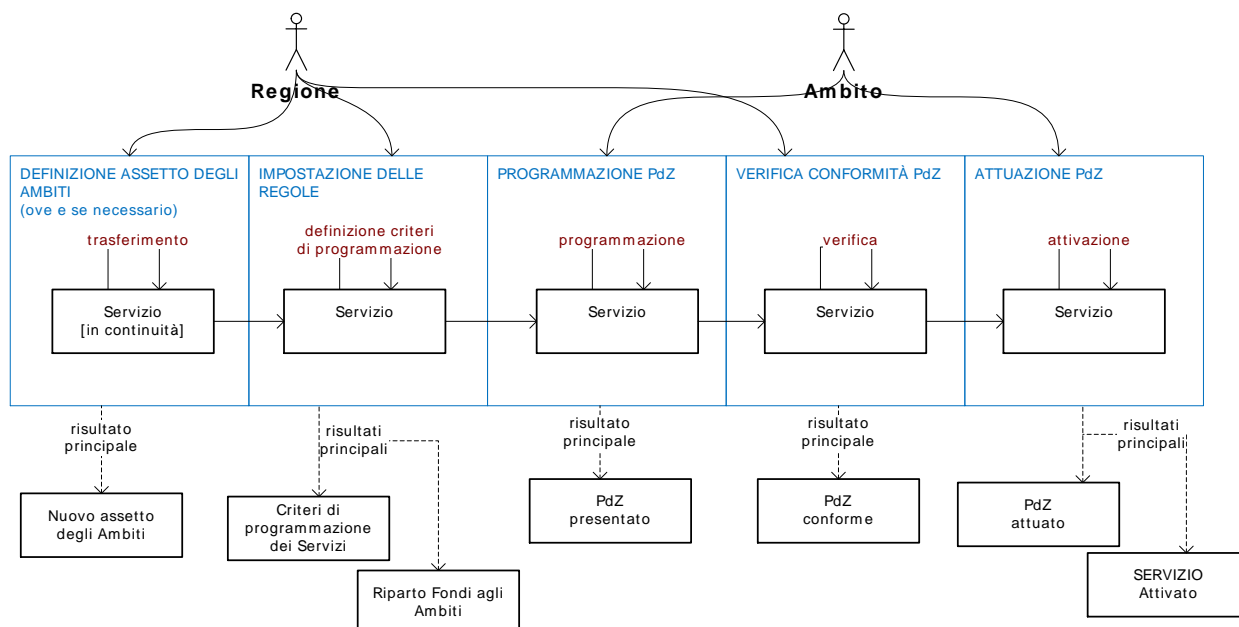 Regione
Ambito
DEFINIZIONE ASSETTO DEGLI
AMBITI
(ove e se necessario)
IMPOSTAZIONE DELLE
REGOLE
PROGRAMMAZIONE PdZ
VERIFICA CONFORMITÀ PdZ
ATTUAZIONE PdZ
trasferimento
definizione criteri
di programmazione
programmazione
verifica
attivazione
Servizio
[in continuità]
Servizio
Servizio
Servizio
Servizio
risultato
principale
risultati
principali
risultato
principale
risultato
principale
risultati
principali
Nuovo assetto
degli Ambiti
Criteri di
programmazione
dei Servizi
Riparto Fondi agli
Ambiti
PdZ
presentato
PdZ
conforme
PdZ
attuato
SERVIZIO
Attivato